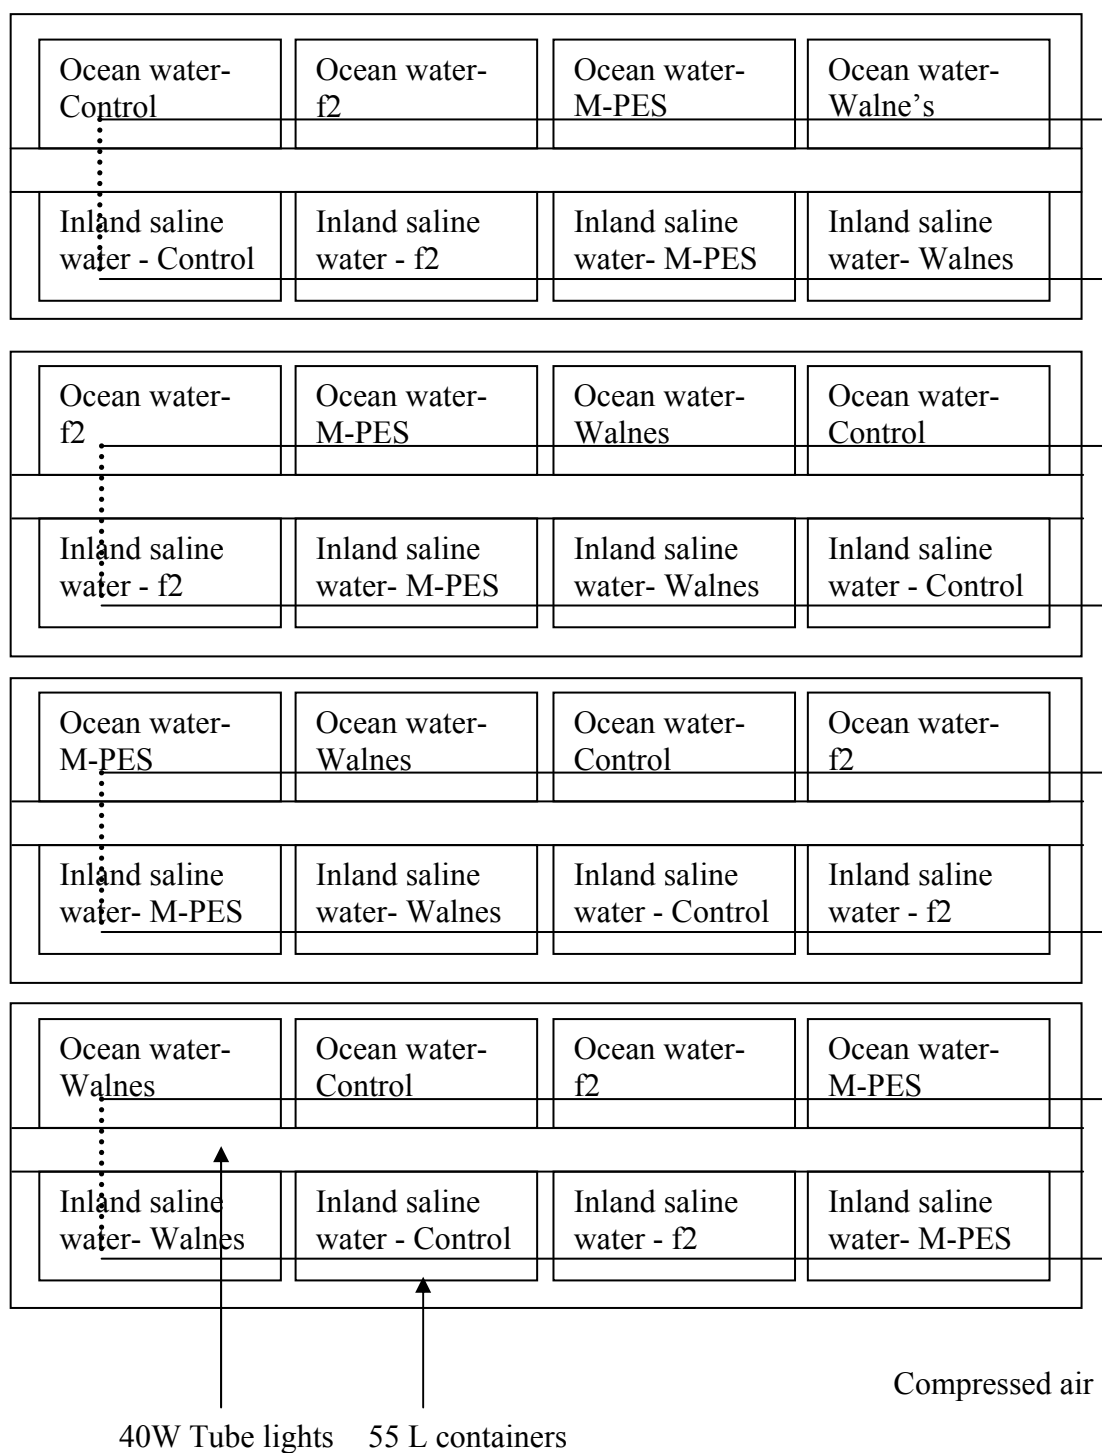 Ocean water-
Control
Ocean water-
f2
Ocean water-
M-PES
Ocean water-
Walne’s
Inland saline
water - Control
Inland saline
water - f2
Inland saline
water- M-PES
Inland saline
water- Walnes
Ocean water-
f2
Ocean water-
M-PES
Ocean water-
Walnes
Ocean water-
Control
Inland saline
water - f2
Inland saline
water- M-PES
Inland saline
water- Walnes
Inland saline
water - Control
Ocean water-
M-PES
Ocean water-
Walnes
Ocean water-
Control
Ocean water-
f2
Inland saline
water- M-PES
Inland saline
water- Walnes
Inland saline
water - Control
Inland saline
water - f2
Ocean water-
Walnes
Ocean water-
Control
Ocean water-
f2
Ocean water-
M-PES
Inland saline
water- Walnes
Inland saline
water - Control
Inland saline
water - f2
Inland saline
water- M-PES
Compressed air
40W Tube lights
55 L containers